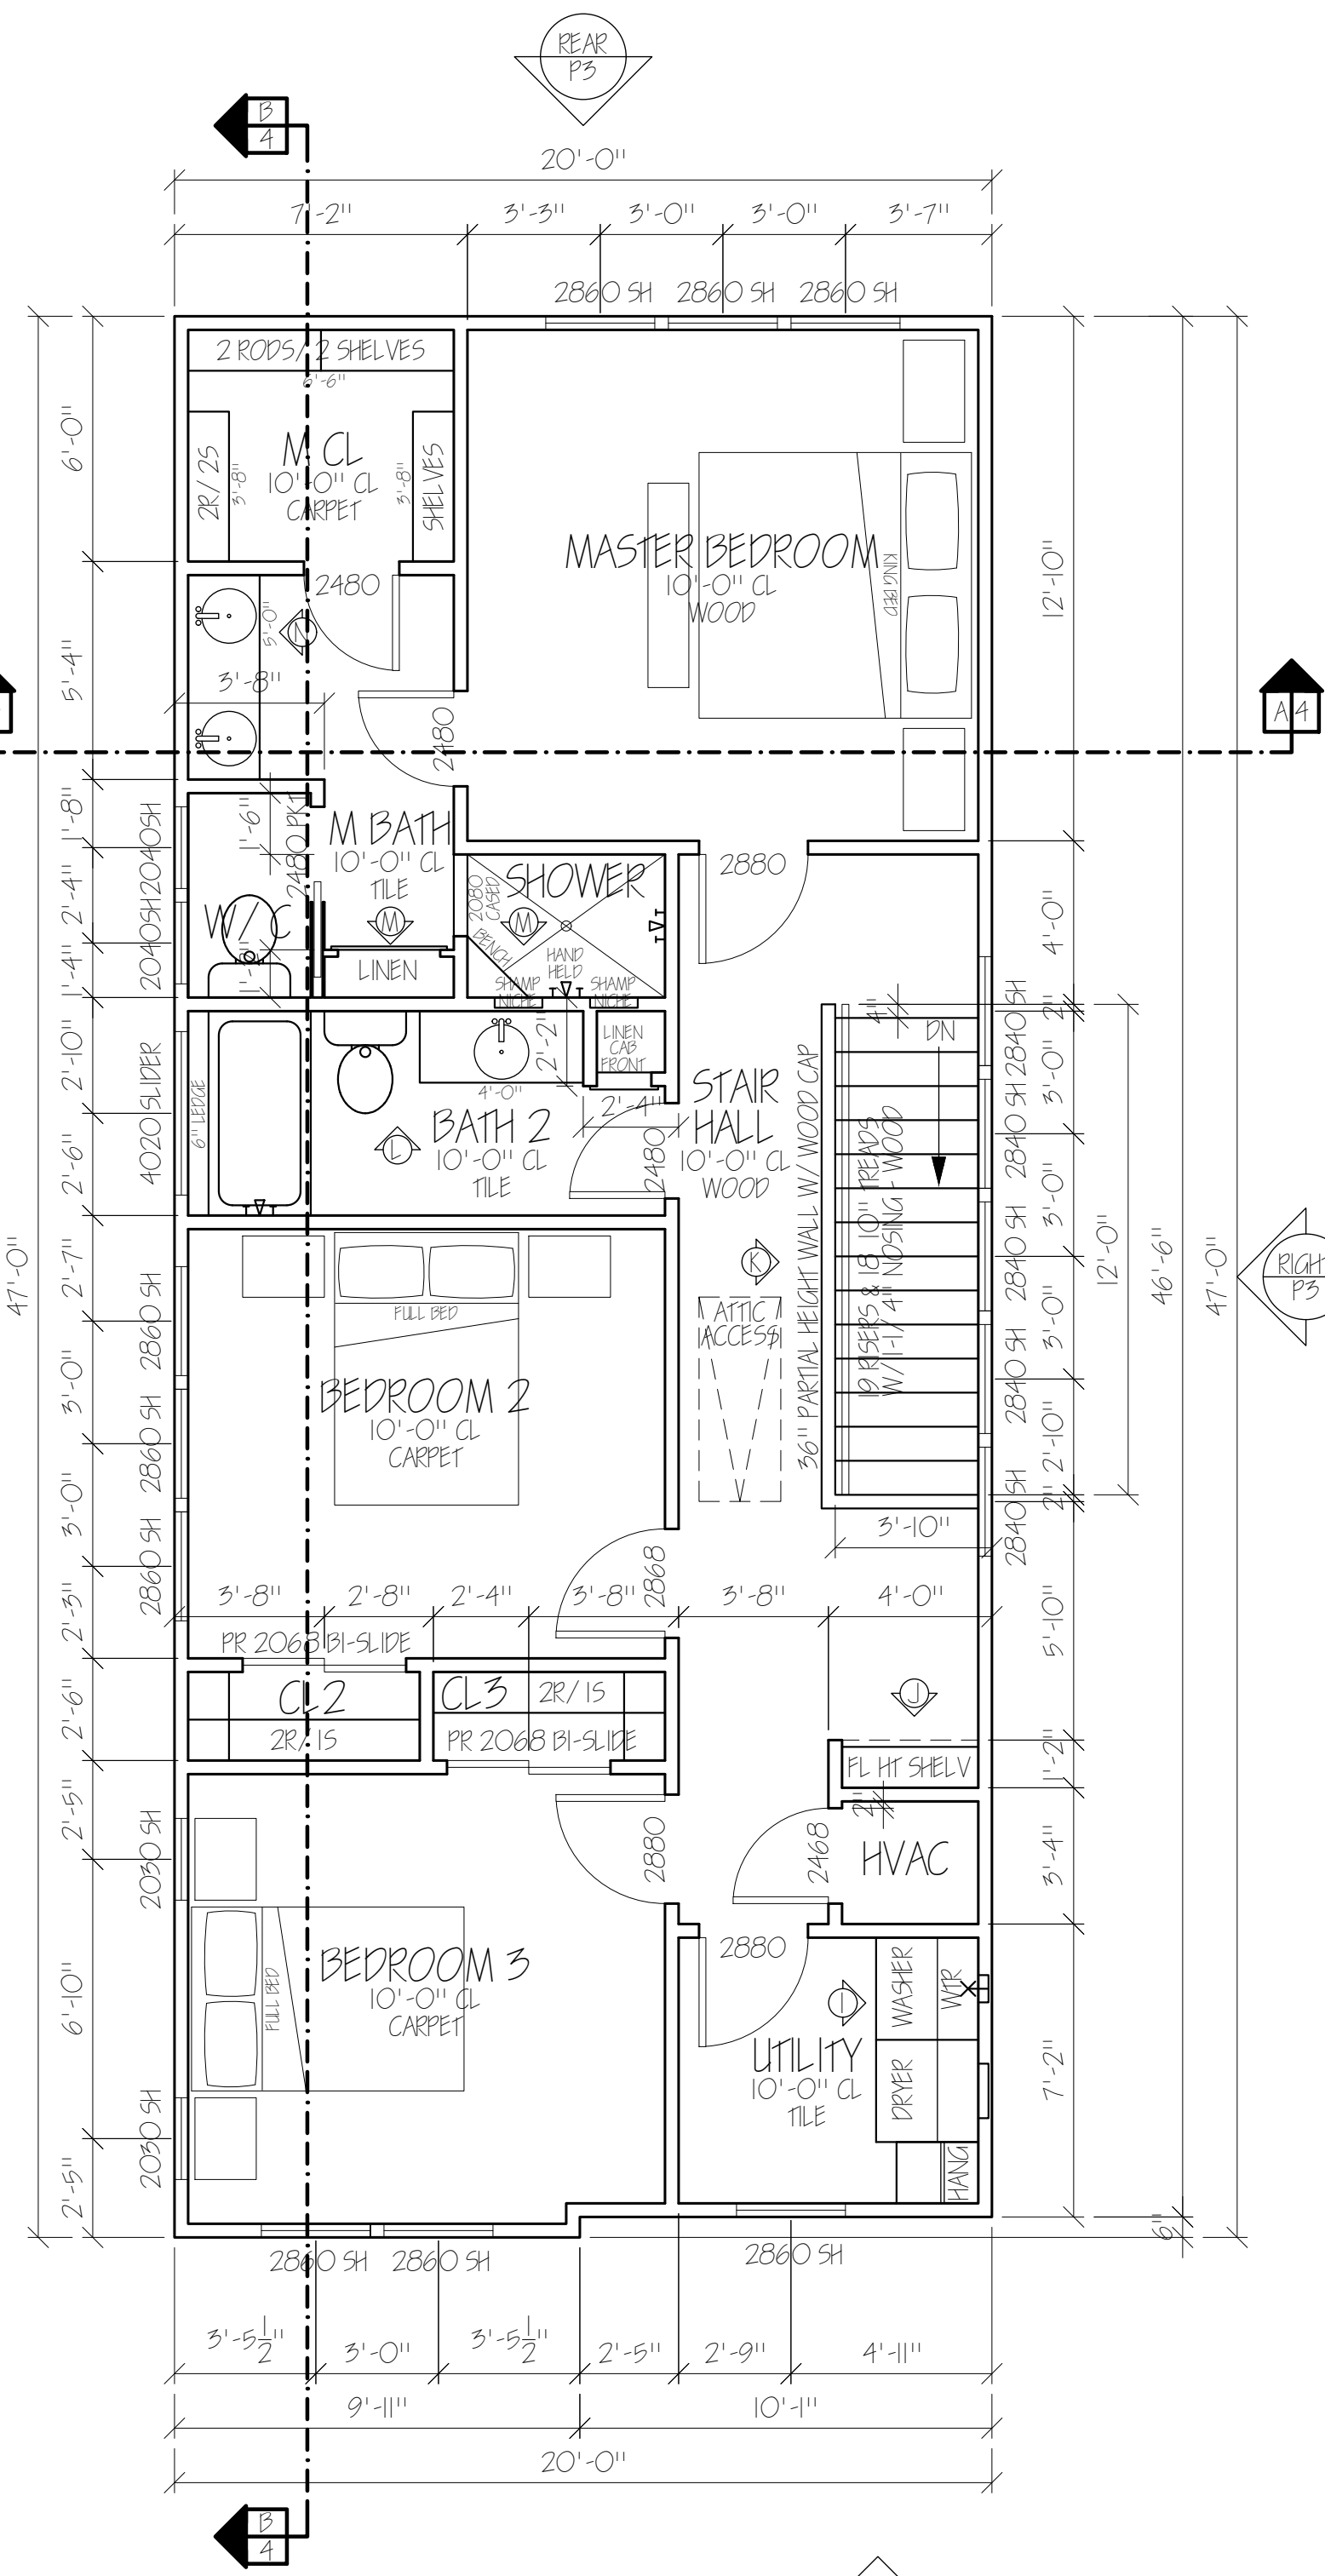 REAR
P3
B
4
20'-0"
7'-2"
3'-3"
3'-0"
3'-0"
3'-7"
2860 SH
2860 SH
2860 SH
2 RODS/ 2 SHELVES
6'-6"
2R/ 2S
3'-8"
M CL
10'-0" CL
CARPET
3'-8"
SHELVES
6'-0"
MASTER BEDROOM
10'-0" CL
WOOD
KING BED
12'-10"
2480
5'-0"
N
5'-4"
3'-8"
2480
A 4
1'-8"
2040SH
1'-6"
2480 PKT
M BATH
10'-0" CL
TILE
M
2'-4"
2040SH
W/C
1'-4"
LINEN
SHOWER
2080
CASED
M
BENCH
HAND
HELD
SHAMP
NICHE
SHAMP
NICHE
2880
4'-0"
2"
4"
DN
2840 SH
2'-10"
4020 SLIDER
6" LEDGE
2'-2"
LINEN
CAB
FRONT
4'-0"
2'-4"
STAIR
HALL
10'-0" CL
WOOD
BATH 2
10'-0" CL
TILE
L
2480
2'-6"
3'-0"
2840 SH
36" PARTIAL HEIGHT WALL W/ WOOD CAP
19 RISERS & 18 10" TREADS
W/ 1-1/4" NOSING - WOOD
3'-0"
2840 SH
12'-0"
46'-6"
47'-0"
47'-0"
RIGHT
P3
K
ATTIC
ACCESS
2'-7"
2860 SH
FULL BED
3'-0"
2860 SH
BEDROOM 2
10'-0" CL
CARPET
3'-0"
2840 SH
2'-10"
2"
2840 SH
3'-0"
2860 SH
3'-10"
2868
2'-3"
3'-8"
2'-8"
2'-4"
3'-8"
3'-8"
4'-0"
5'-10"
PR 2068 BI-SLIDE
2'-6"
CL2
2R/ 1S
CL3
2R/ 1S
PR 2068 BI-SLIDE
J
FL HT SHELV
1'-2"
2"
2'-5"
2030 SH
2880
2468
HVAC
3'-4"
6'-10"
FULL BED
BEDROOM 3
10'-0" CL
CARPET
2880
I
WASHER
WTR
UTILITY
10'-0" CL
TILE
DRYER
7'-2"
2030 SH
2'-5"
HANG
6"
2860 SH
2860 SH
2860 SH
3'-5 1/2"
3'-0"
3'-5 1/2"
2'-5"
2'-9"
4'-11"
9'-11"
10'-1"
20'-0"
B
4